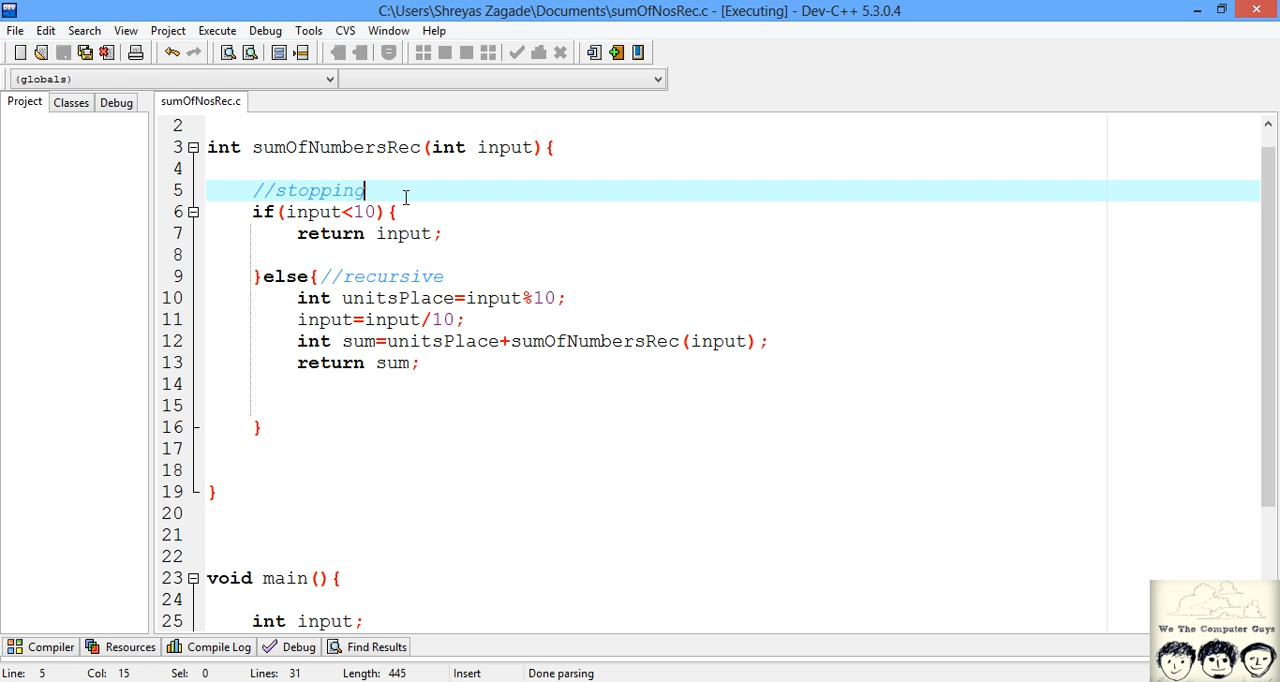 C:\Users\Shreyas Zagade\Documents\sumOfNosRec.c - [Executing] - Dev-C++ 5.3.0.4
File Edit Search View Project Execute Debug Tools CVS Window Help
(globals)
Project Classes Debug sumOfNosRec.c
2
3 int sumOfNumbersRec(int input){
4
5 //stopping
6 if(input<10){
7 return input;
8
9 }else{//recursive
10 int unitsPlace=input%10;
11 input=input/10;
12 int sum=unitsPlace+sumOfNumbersRec(input);
13 return sum;
14
15
16 }
17
18
19 }
20
21
22
23 void main(){
24
25 int input;
We The Computer Guys
Compiler Resources Compile Log Debug Find Results
Line: 5 Col: 15 Sel: 0 Lines: 31 Length: 445 Insert Done parsing